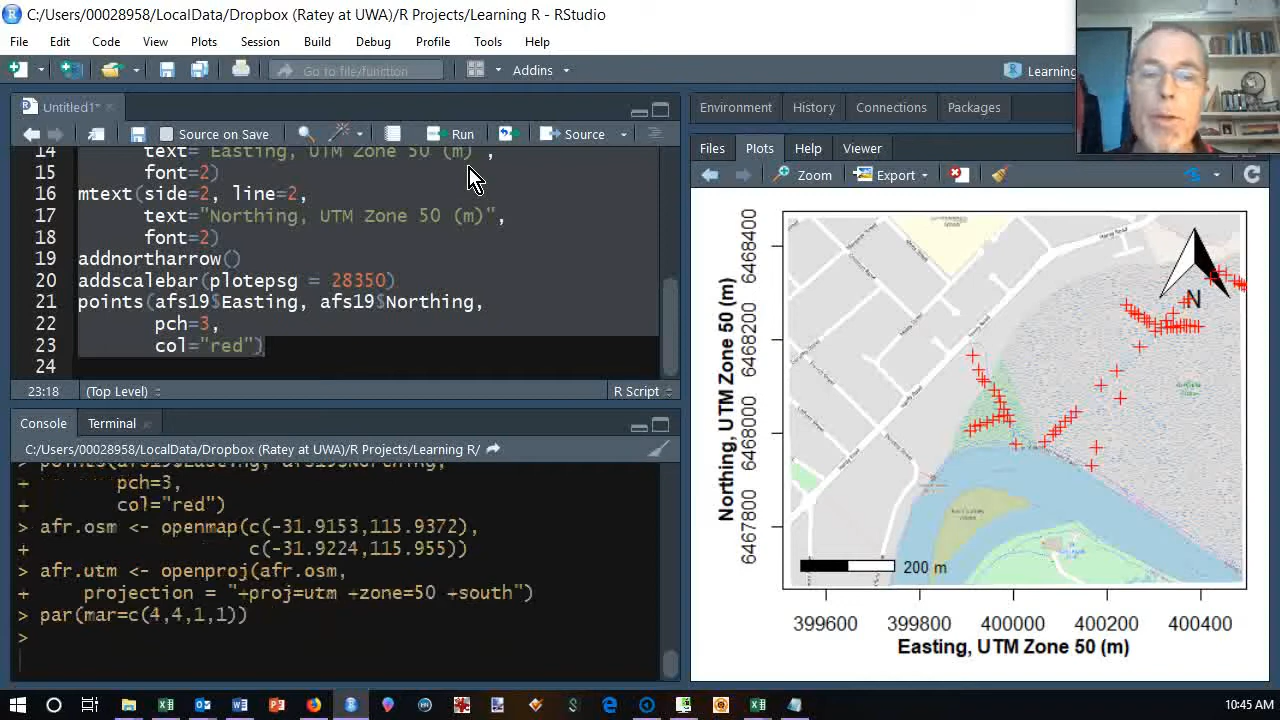 C:/Users/00028958/LocalData/Dropbox (Ratey at UWA)/R Projects/Learning R - RStudio
File Edit Code View Plots Session Build Debug Profile Tools Help
Go to file/function
Addins
Learning
Untitled1*
Source on Save
Run
Source
14 text="Easting, UTM Zone 50 (m)",
15 font=2)
16 mtext(side=2, line=2,
17 text="Northing, UTM Zone 50 (m)",
18 font=2)
19 addnortharrow()
20 addscalebar(plotepsg = 28350)
21 points(afs19$Easting, afs19$Northing,
22 pch=3,
23 col="red")
24
23:18 (Top Level) R Script
Console Terminal
C:/Users/00028958/LocalData/Dropbox (Ratey at UWA)/R Projects/Learning R/
> points(afs19$Easting, afs19$Northing,
+ pch=3,
+ col="red")
> afr.osm <- openmap(c(-31.9153,115.9372),
+ c(-31.9224,115.955))
> afr.utm <- openproj(afr.osm,
+ projection = "+proj=utm +zone=50 +south")
> par(mar=c(4,4,1,1))
>
Environment History Connections Packages
Files Plots Help Viewer
Zoom Export
Northing, UTM Zone 50 (m)
6468400
6468200
6468000
6467800
N
200 m
399600 399800 400000 400200 400400
Easting, UTM Zone 50 (m)
10:45 AM